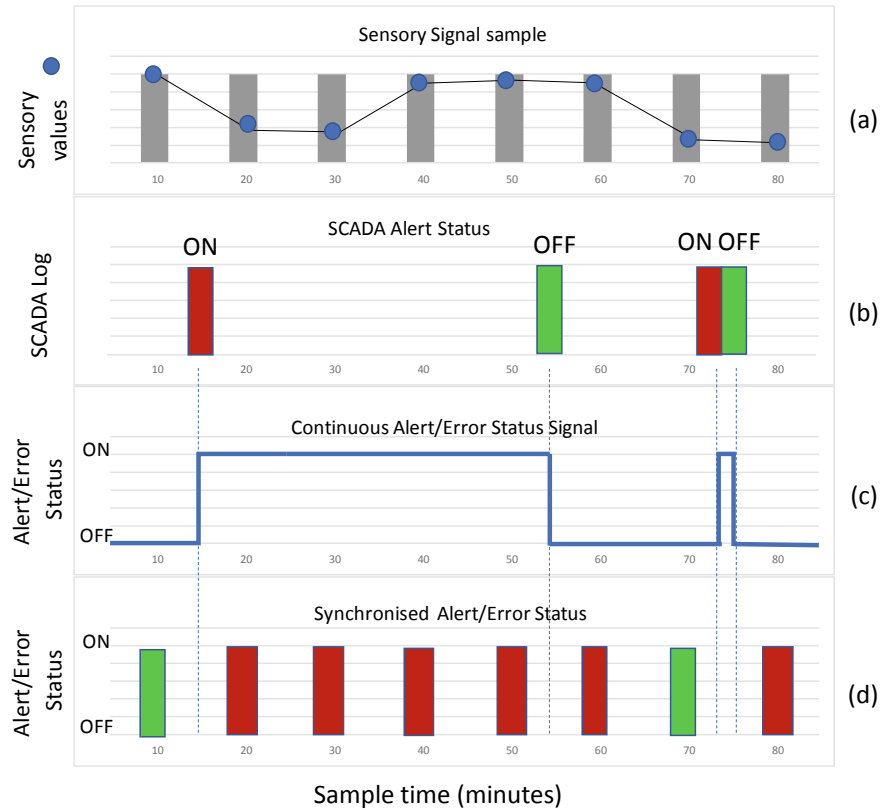 Sensory Signal sample
Sensory
values
10 20 30 40 50 60 70 80
(a)
SCADA Alert Status
ON OFF ON OFF
SCADA Log
10 20 30 40 50 60 70 80
(b)
Continuous Alert/Error Status Signal
Alert/Error
Status
ON
OFF
10 20 30 40 50 60 70 80
(c)
Synchronised Alert/Error Status
Alert/Error
Status
ON
OFF
10 20 30 40 50 60 70 80
(d)
Sample time (minutes)